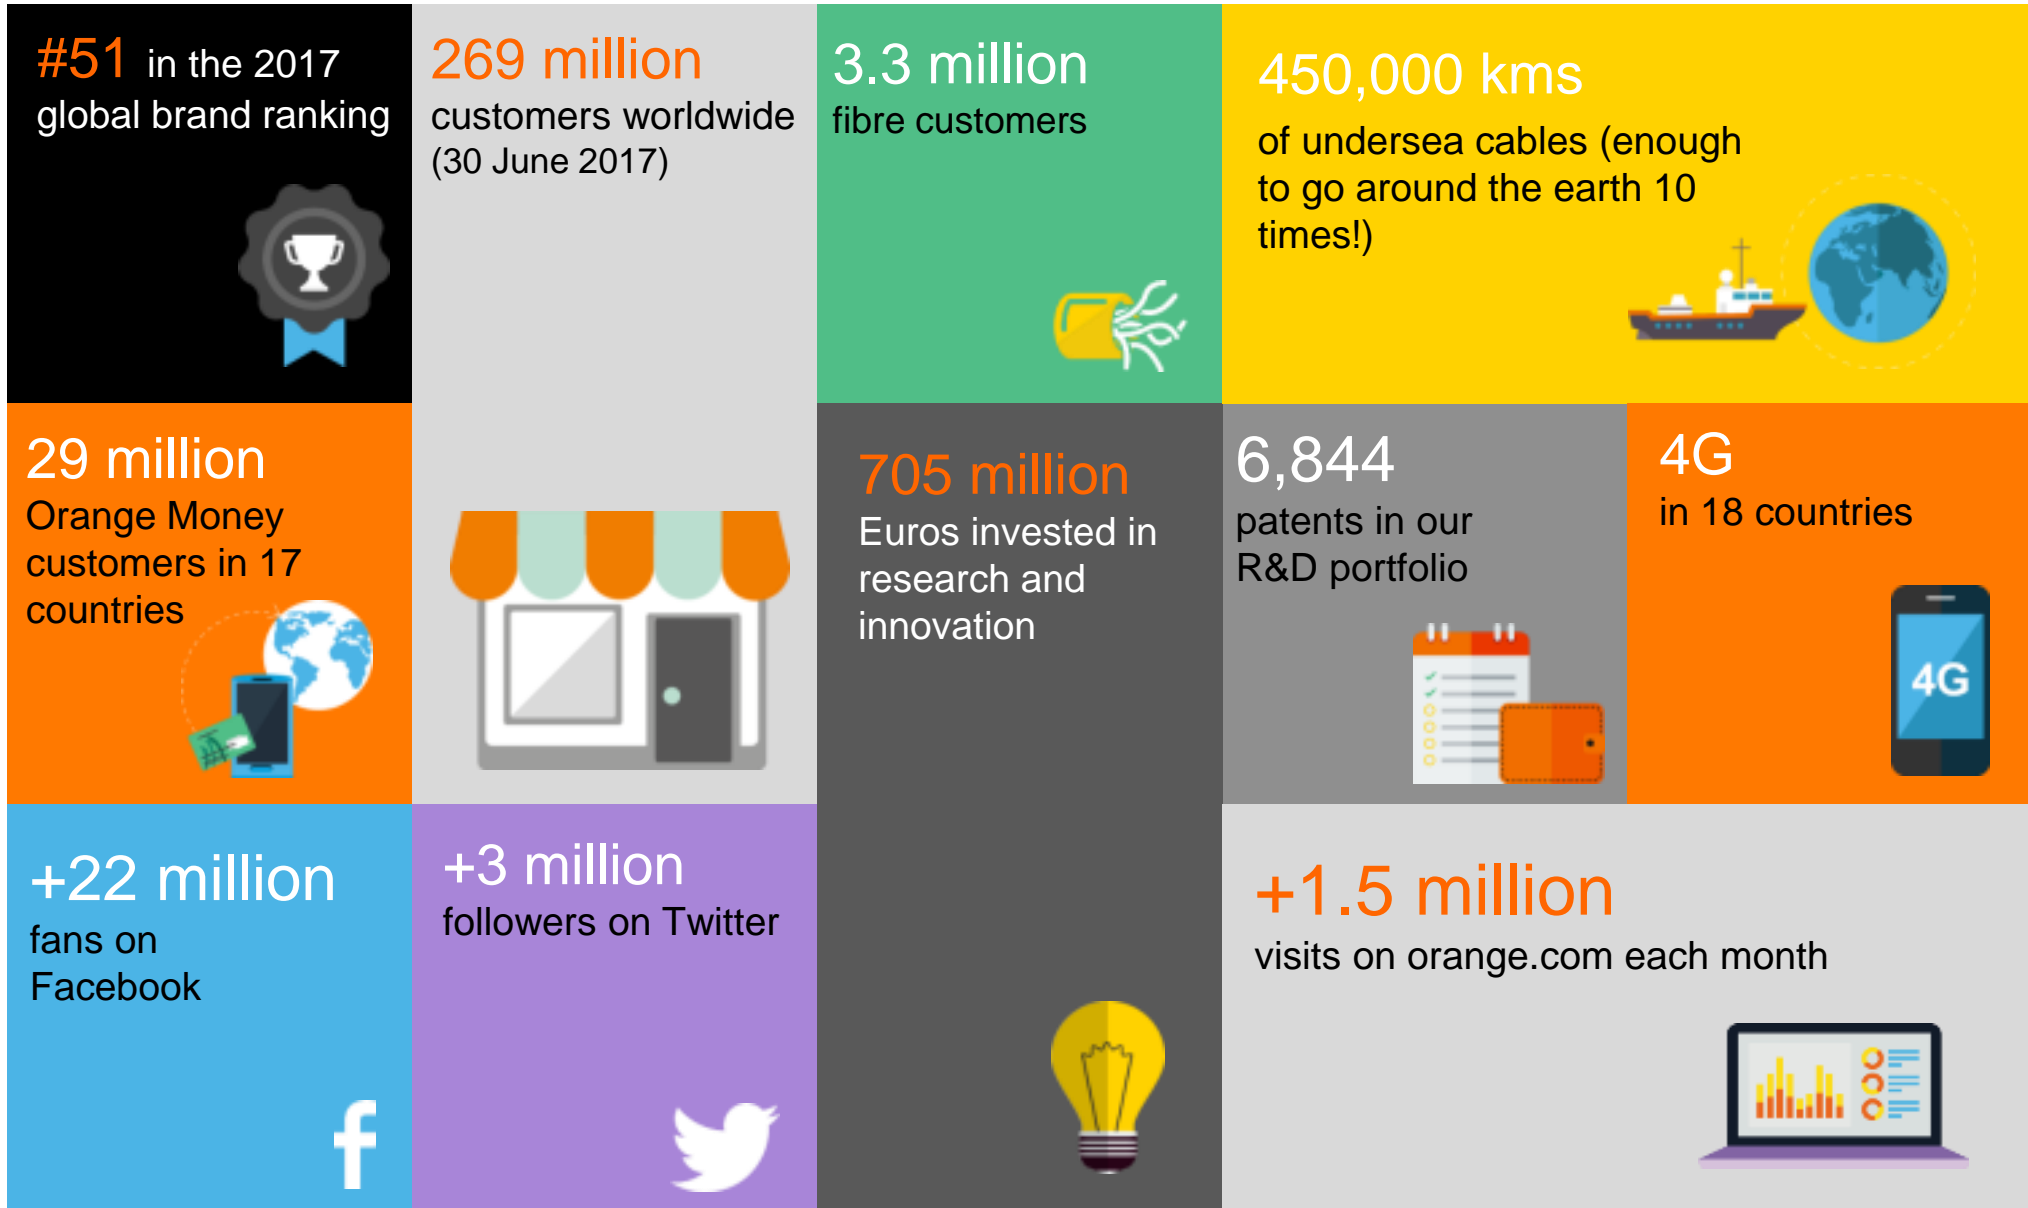 #51 in the 2017
global brand ranking
269 million
customers worldwide
(30 June 2017)
3.3 million
fibre customers
450,000 kms
of undersea cables (enough
to go around the earth 10
times!)
29 million
Orange Money
customers in 17
countries
705 million
Euros invested in
research and
innovation
6,844
patents in our
R&D portfolio
4G
in 18 countries
4G
+22 million
fans on
Facebook
+3 million
followers on Twitter
+1.5 million
visits on orange.com each month